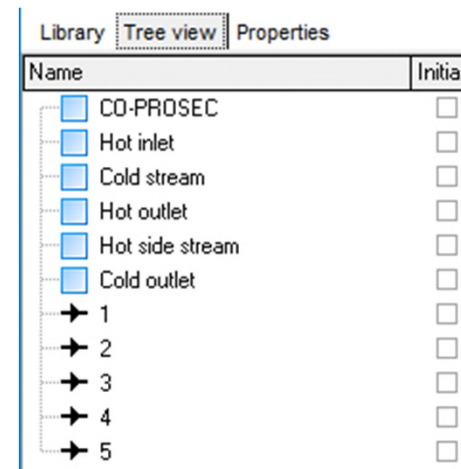 Library Tree view Properties
Name Initia
CO-PROSEC
Hot inlet
Cold stream
Hot outlet
Hot side stream
Cold outlet
1
2
3
4
5